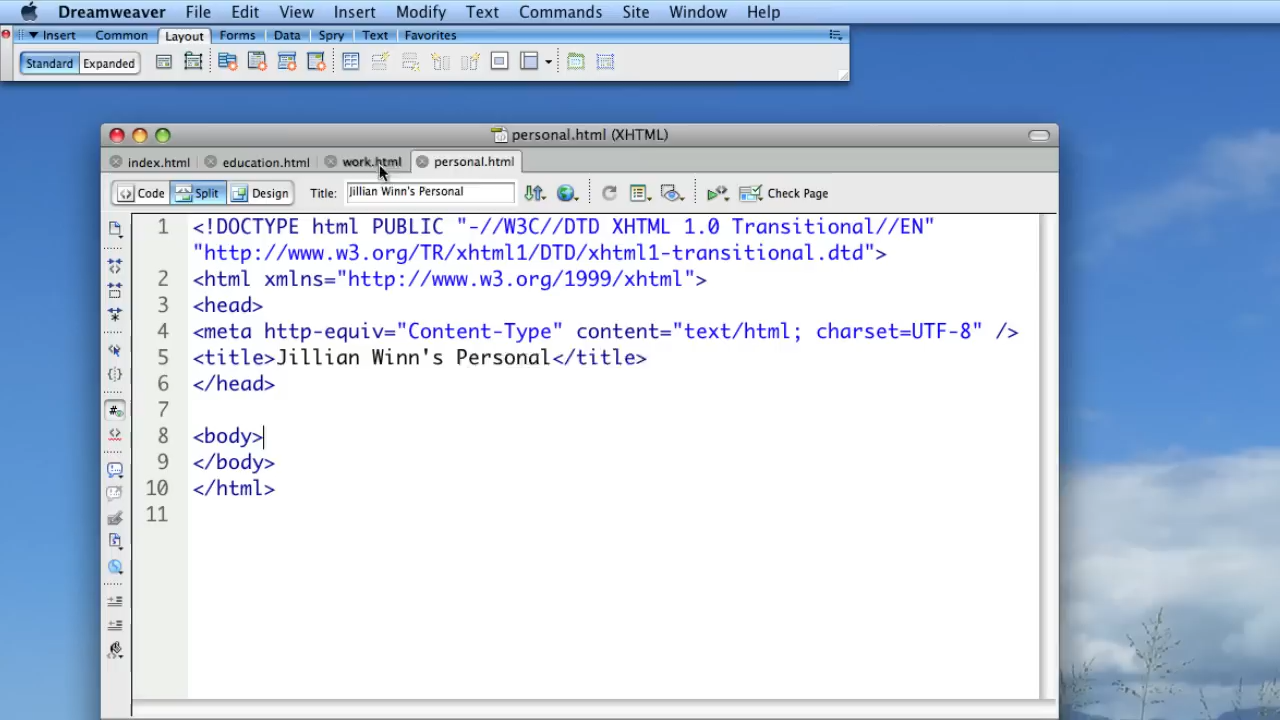 Dreamweaver File Edit View Insert Modify Text Commands Site Window Help
Insert Common Layout Forms Data Spry Text Favorites
Standard Expanded
personal.html (XHTML)
index.html education.html work.html personal.html
Code Split Design Title: Jillian Winn's Personal Check Page
1 <!DOCTYPE html PUBLIC "-//W3C//DTD XHTML 1.0 Transitional//EN"
"http://www.w3.org/TR/xhtml1/DTD/xhtml1-transitional.dtd">
2 <html xmlns="http://www.w3.org/1999/xhtml">
3 <head>
4 <meta http-equiv="Content-Type" content="text/html; charset=UTF-8" />
5 <title>Jillian Winn's Personal</title>
6 </head>
7
8 <body>
9 </body>
10 </html>
11